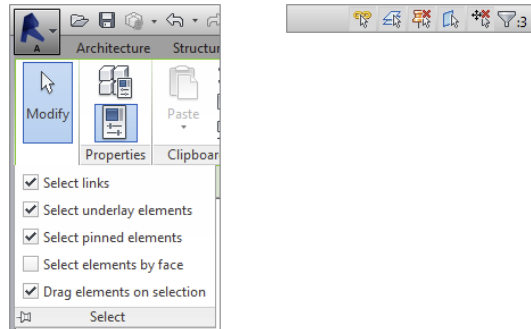 A
Architecture Structur
Modify
Paste
Properties Clipboar
Select links
Select underlay elements
Select pinned elements
Select elements by face
Drag elements on selection
Select
:3